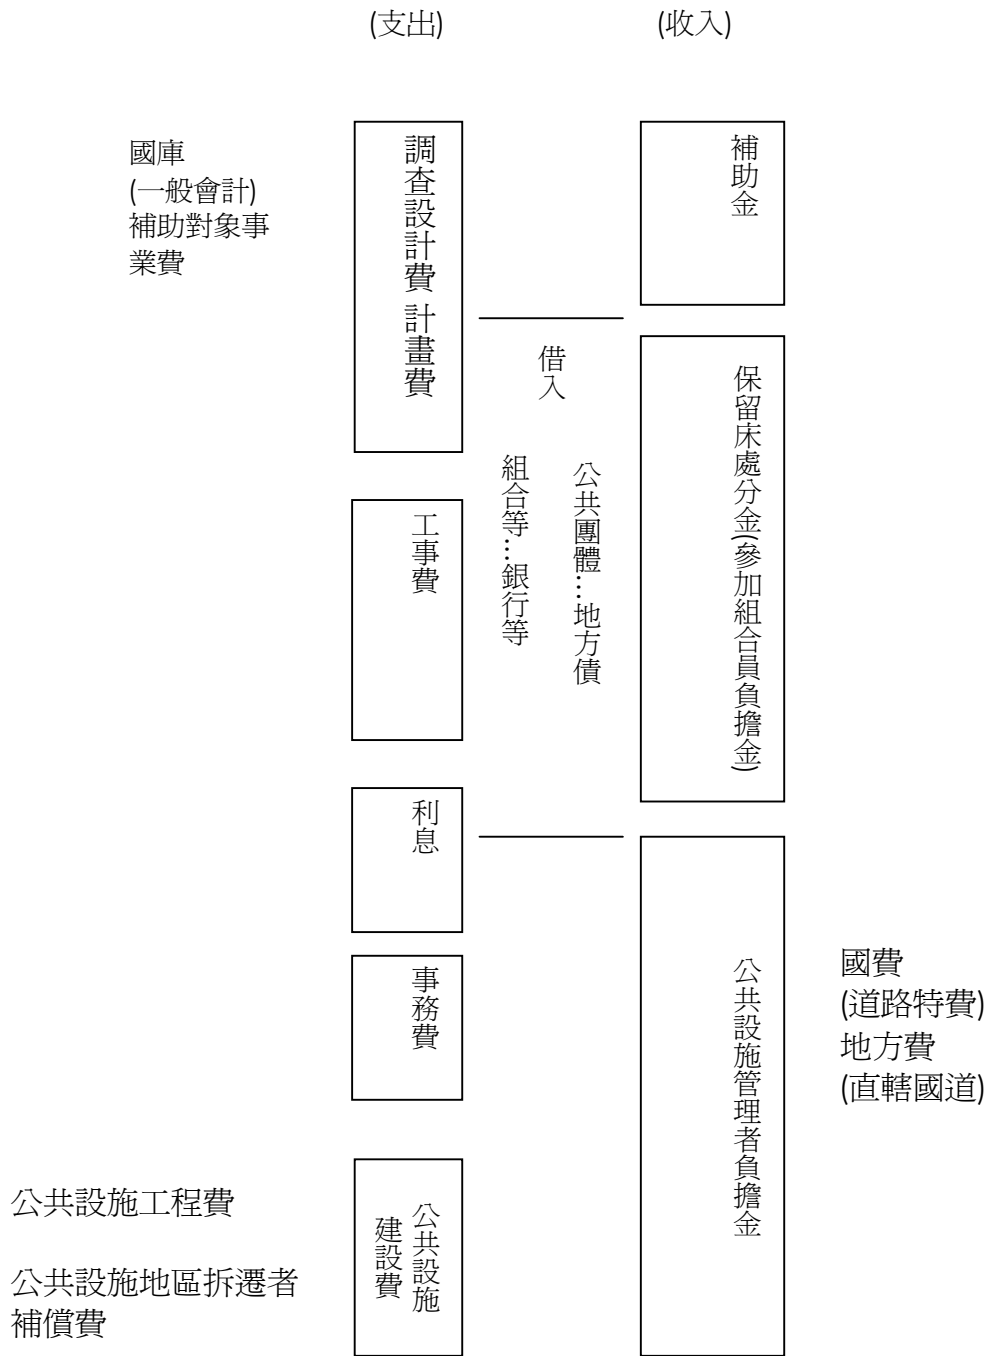 (支出)
(收入)
國庫
(一般會計)
補助對象事
業費
調查設計費 計畫費
補助金
借入
公共團體…地方債
組合等…銀行等
保留床處分金(參加組合員負擔金)
工事費
利息
事務費
公共設施管理者負擔金
國費
(道路特費)
地方費
(直轄國道)
公共設施工程費
公共設施地區拆遷者
補償費
公共設施
建設費